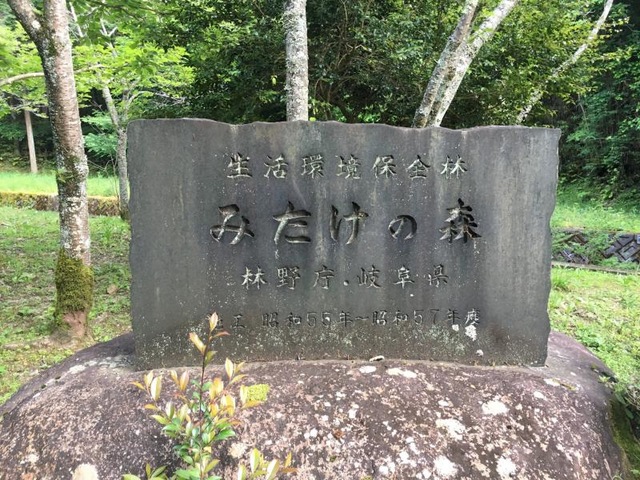 生活環境保全林
みたけの森
林野庁・岐阜県
工 昭和55年～昭和57年度